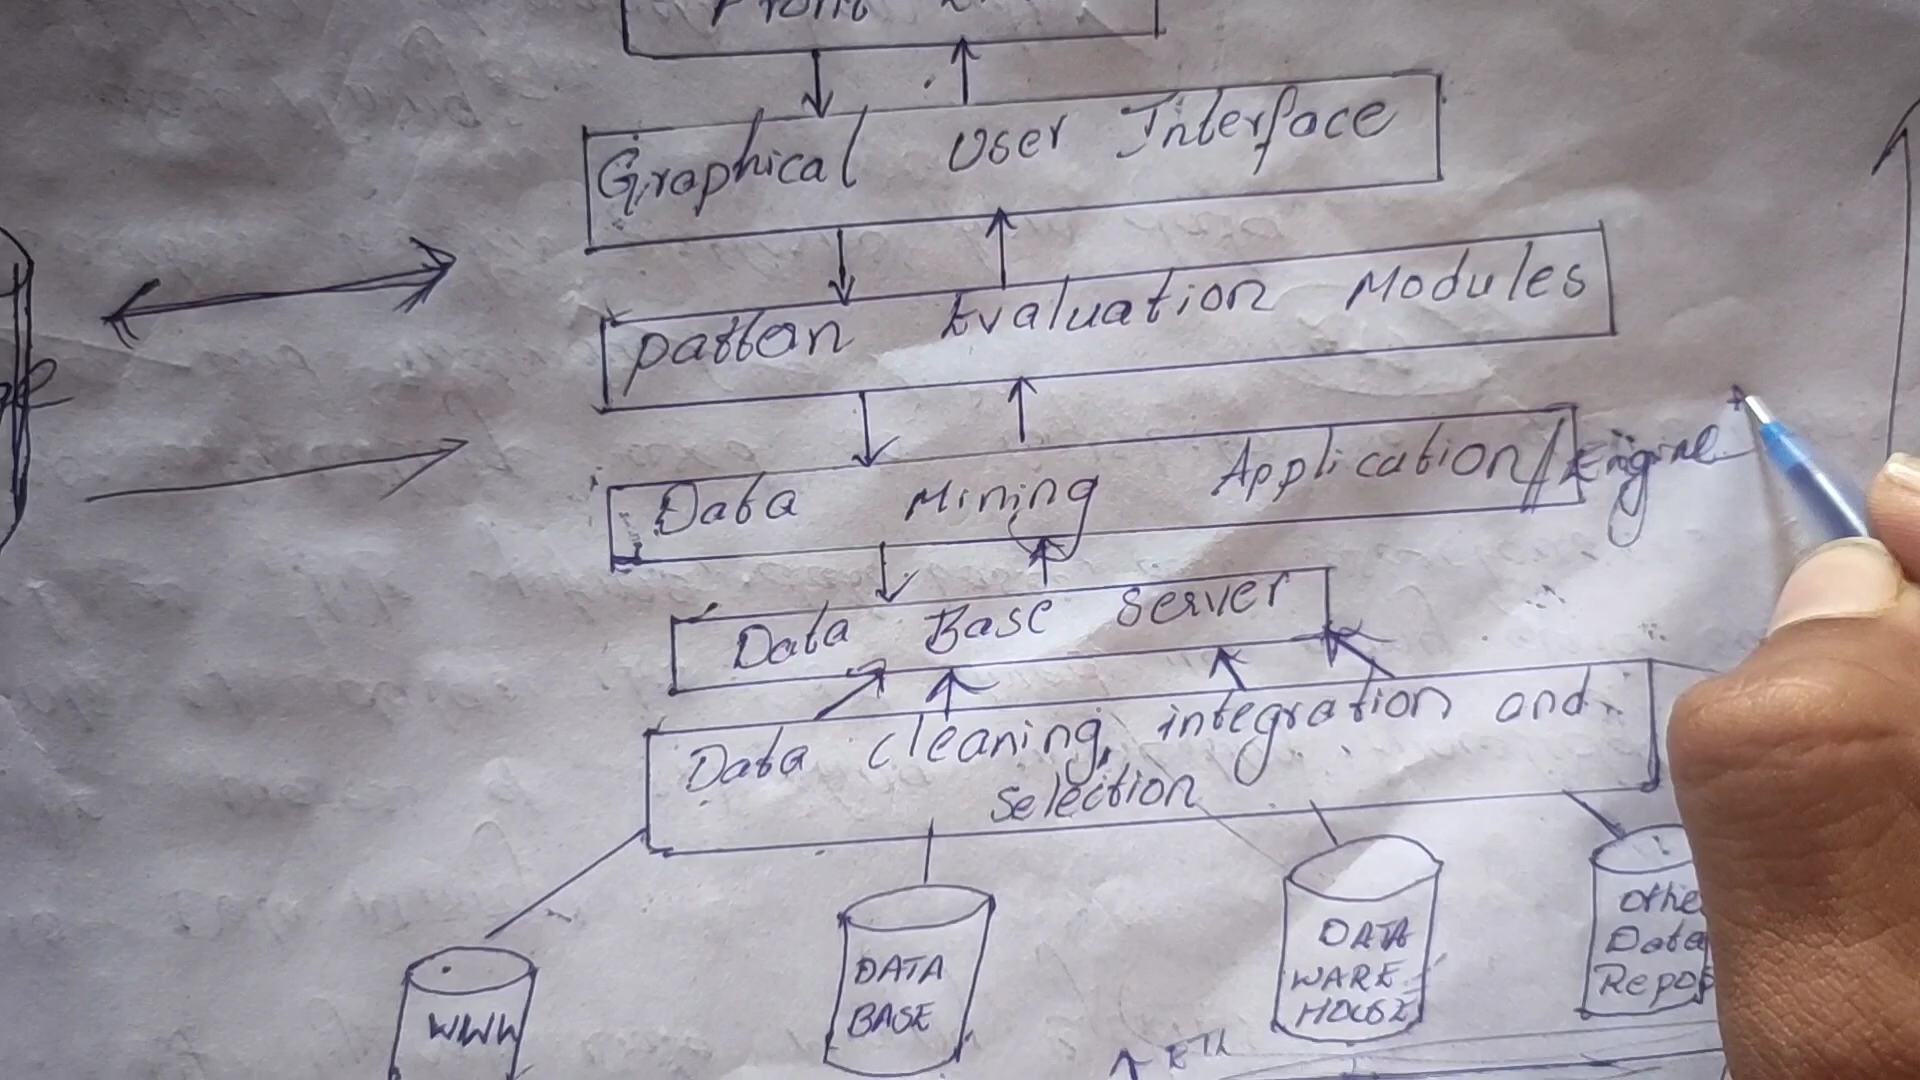 Graphical User Interface
Pattern Evaluation Modules
Data Mining Application // Engine
Data Base Server
Data cleaning, integration and
Selection
WWW
DATA
BASE
DATA
WARE
HOUSE
Data
ETL